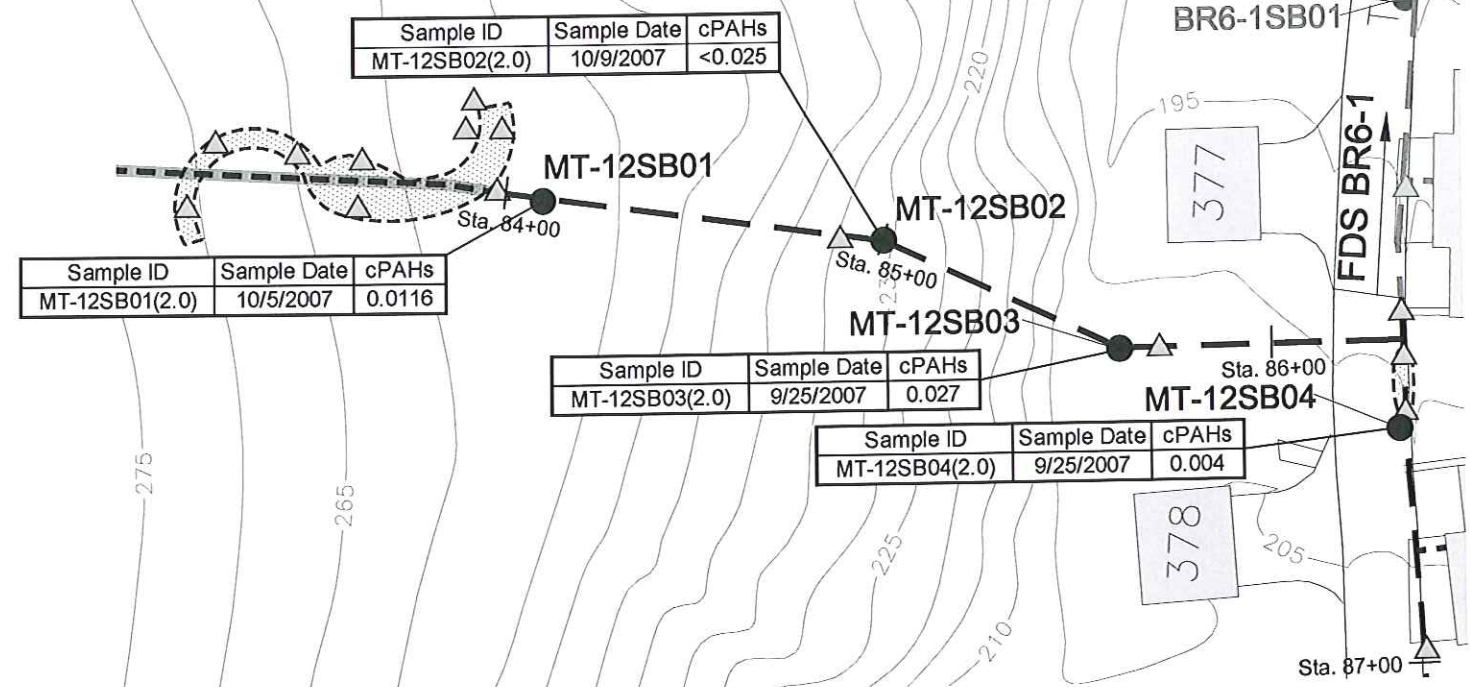 BR6-1SB01
Sample ID Sample Date cPAHs
MT-12SB02(2.0) 10/9/2007 <0.025
220
195
377
FDS BR6-1
MT-12SB01
Sta. 84+00
MT-12SB02
Sta. 85+00
Sample ID Sample Date cPAHs
MT-12SB01(2.0) 10/5/2007 0.0116
MT-12SB03
Sample ID Sample Date cPAHs
MT-12SB03(2.0) 9/25/2007 0.027
Sta. 86+00
MT-12SB04
Sample ID Sample Date cPAHs
MT-12SB04(2.0) 9/25/2007 0.004
275
265
225
378
205
210
Sta. 87+00